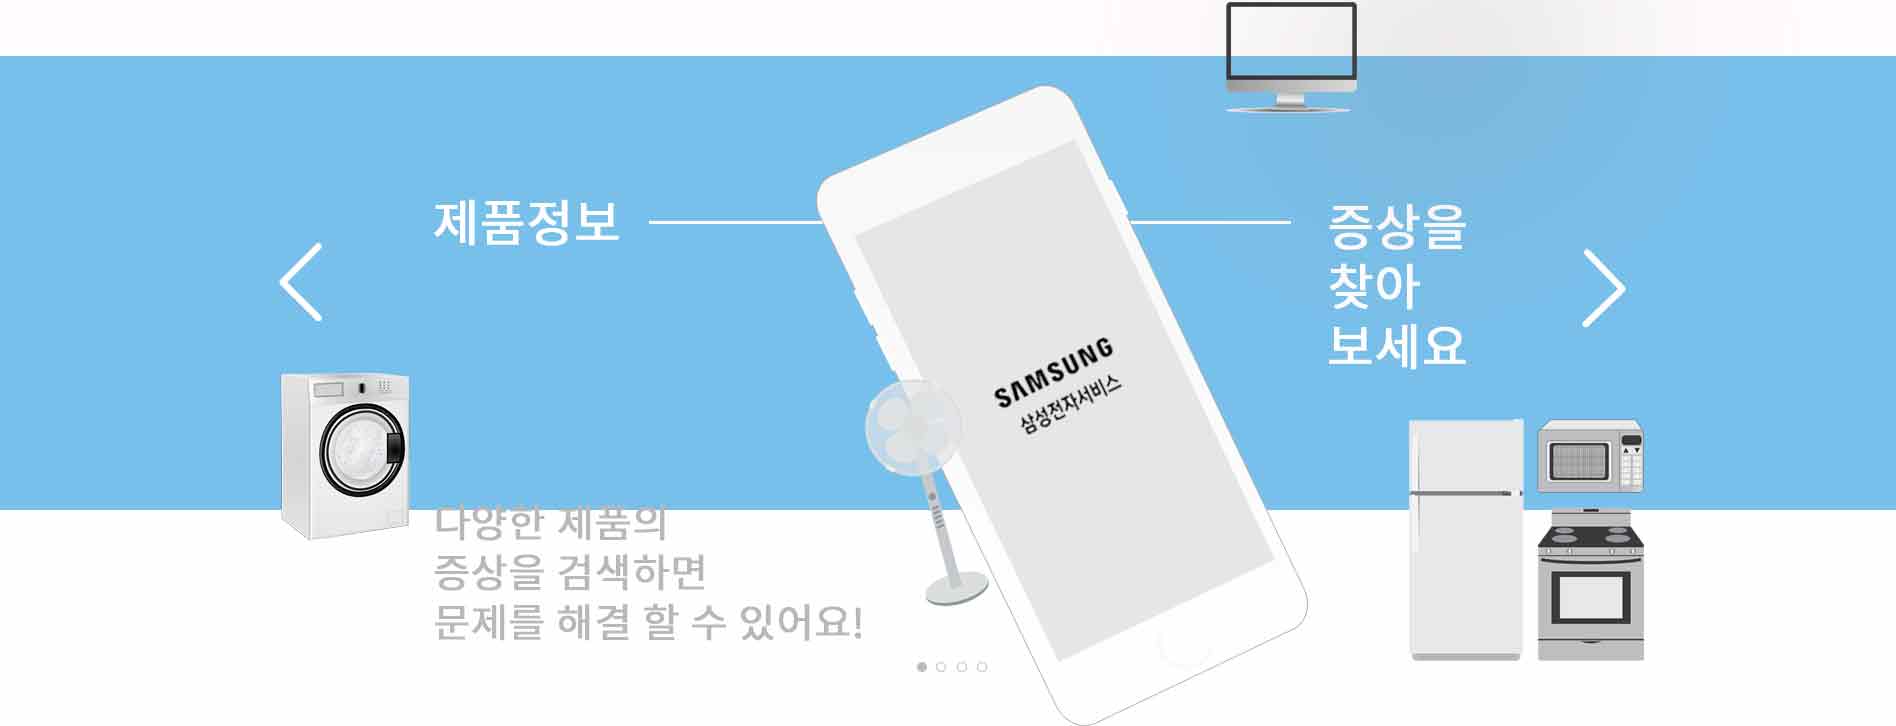 제품정보
증상을
찾아
보세요
SAMSUNG
삼성전자서비스
다양한 제품의
증상을 검색하면
문제를 해결 할 수 있어요!